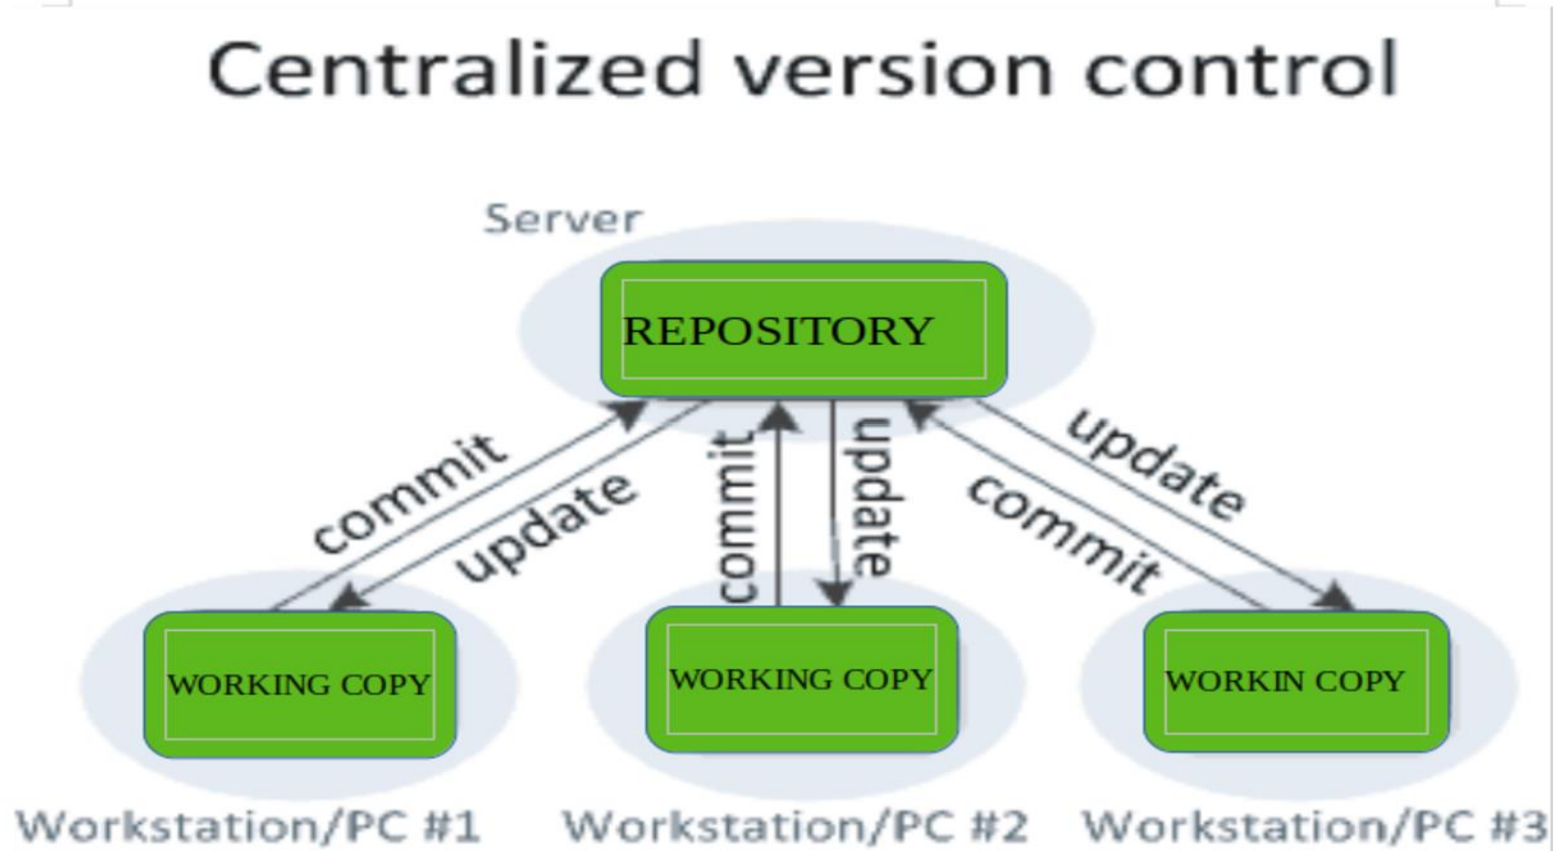 Centralized version control
Server
REPOSITORY
commit
update
commit
update
commit
update
WORKING COPY
WORKING COPY
WORKIN COPY
Workstation/PC #1
Workstation/PC #2
Workstation/PC #3